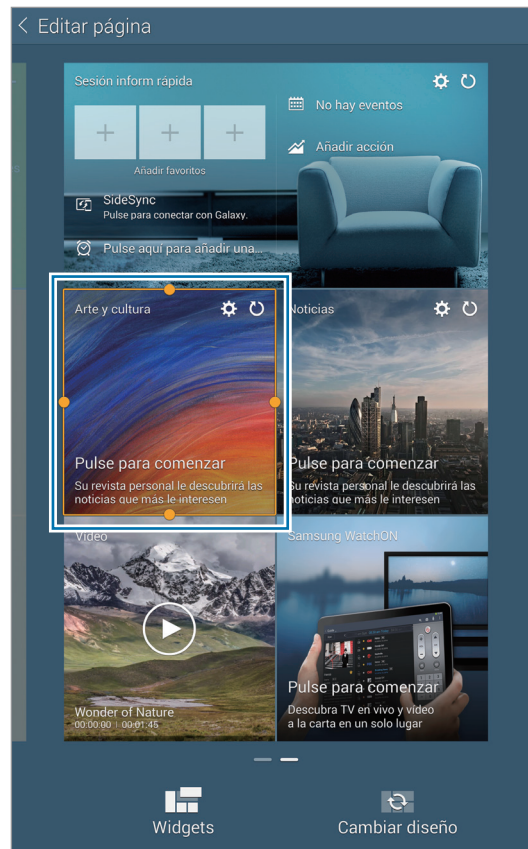 Editar página
Sesión inform rápida
Añadir favoritos
SideSync
Pulse para conectar con Galaxy.
Pulse aquí para añadir una...
No hay eventos
Añadir acción
Arte y cultura
Pulse para comenzar
Su revista personal le descubrirá las
noticias que más le interesen
Noticias
Pulse para comenzar
Su revista personal le descubrirá las
noticias que más le interesen
Vídeo
Wonder of Nature
00:00:00 | 00:01:45
Samsung WatchON
Pulse para comenzar
Descubra TV en vivo y vídeo
a la carta en un solo lugar
Widgets
Cambiar diseño